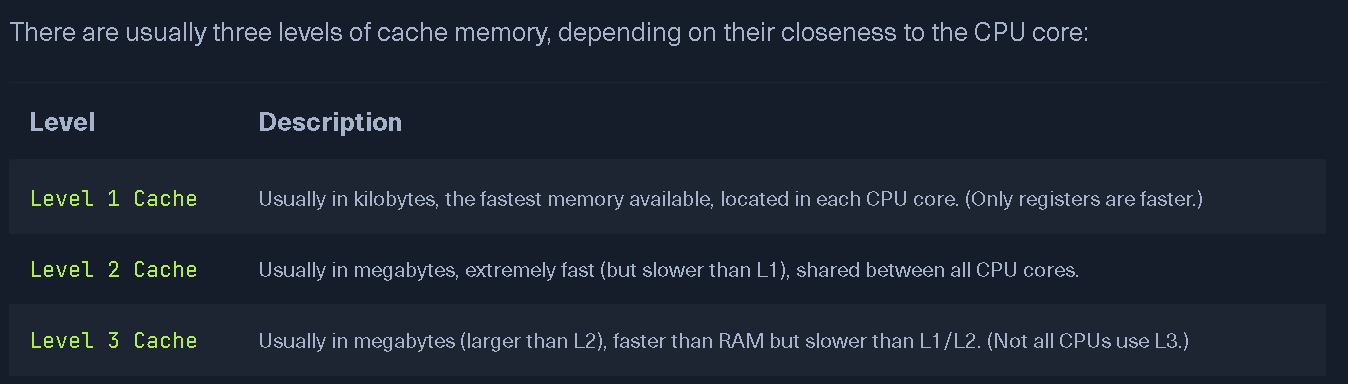 There are usually three levels of cache memory, depending on their closeness to the CPU core:
Level Description
Level 1 Cache Usually in kilobytes, the fastest memory available, located in each CPU core. (Only registers are faster.)
Level 2 Cache Usually in megabytes, extremely fast (but slower than L1), shared between all CPU cores.
Level 3 Cache Usually in megabytes (larger than L2), faster than RAM but slower than L1/L2. (Not all CPUs use L3.)